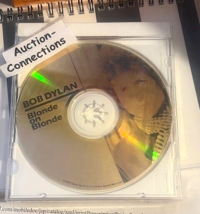 Auction-
Connections
BOB DYLAN
Blonde
on
Blonde